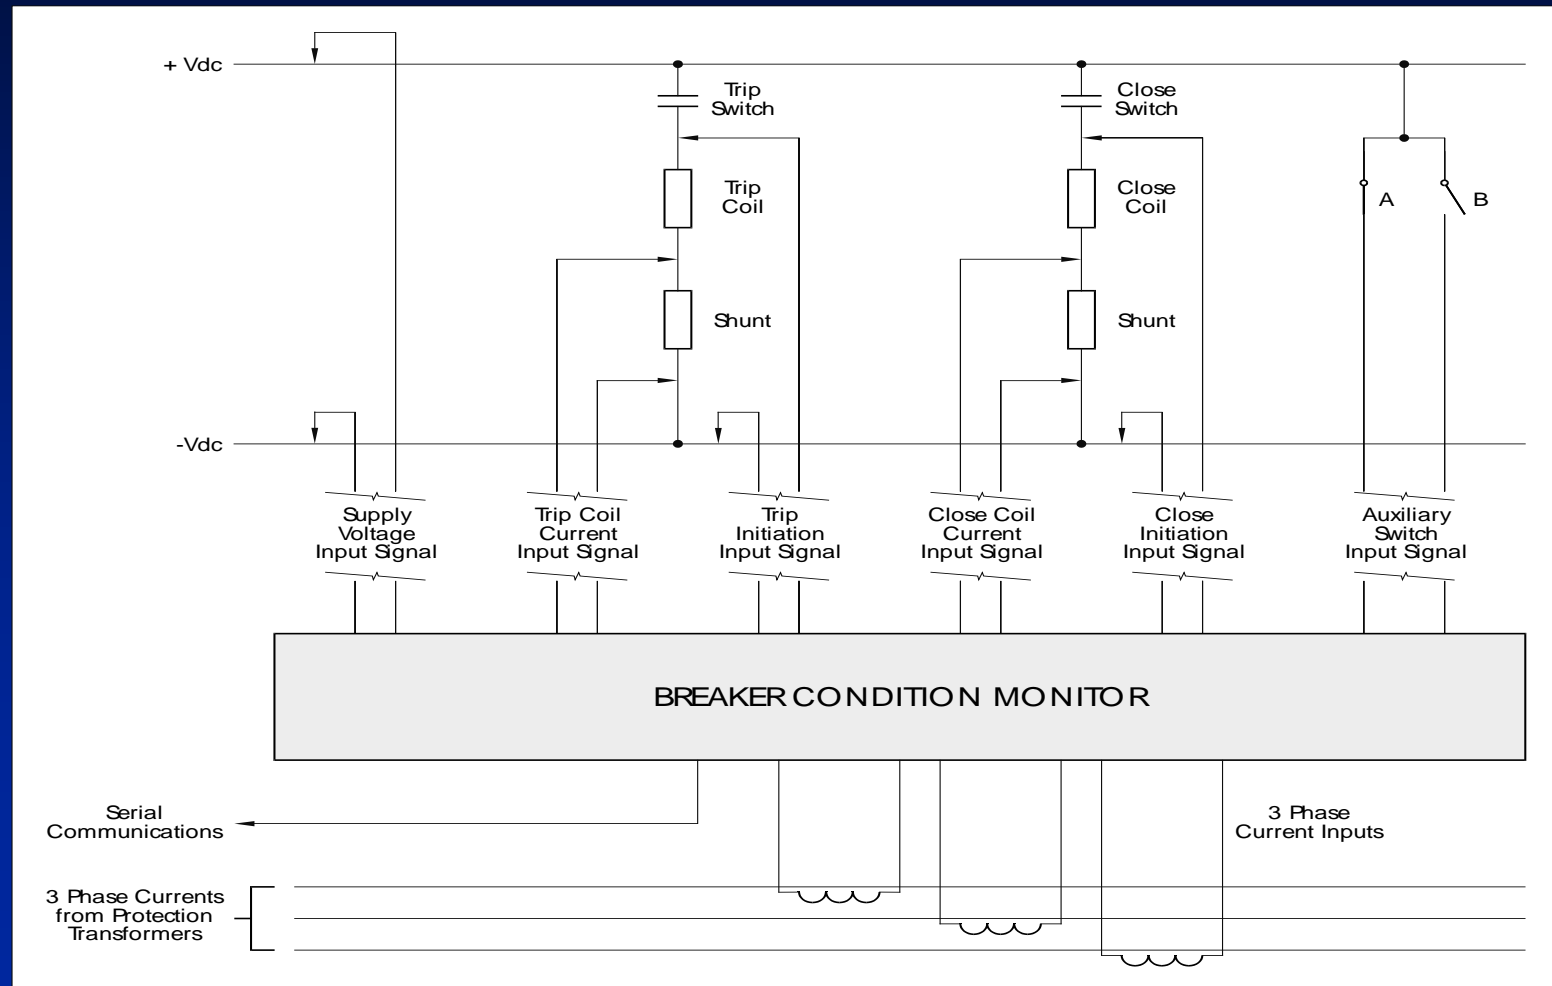 + Vdc
Trip
Switch
Close
Switch
Trip
Coil
Close
Coil
A
B
Shunt
Shunt
-Vdc
Supply
Voltage
Input Signal
Trip Coil
Current
Input Signal
Trip
Initiation
Input Signal
Close Coil
Current
Input Signal
Close
Initiation
Input Signal
Auxiliary
Switch
Input Signal
BREAKER CONDITION MONITOR
Serial
Communications
3 Phase
Current Inputs
3 Phase Currents
from Protection
Transformers